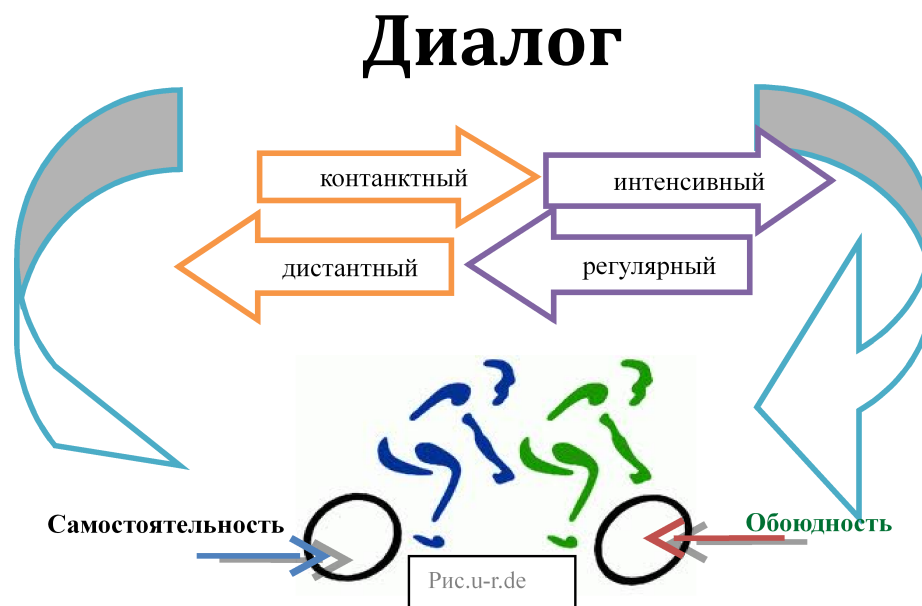 Диалог
контанктный
интенсивный
дистантный
регулярный
Самостоятельность
Обоюдность
Рис.u-r.de